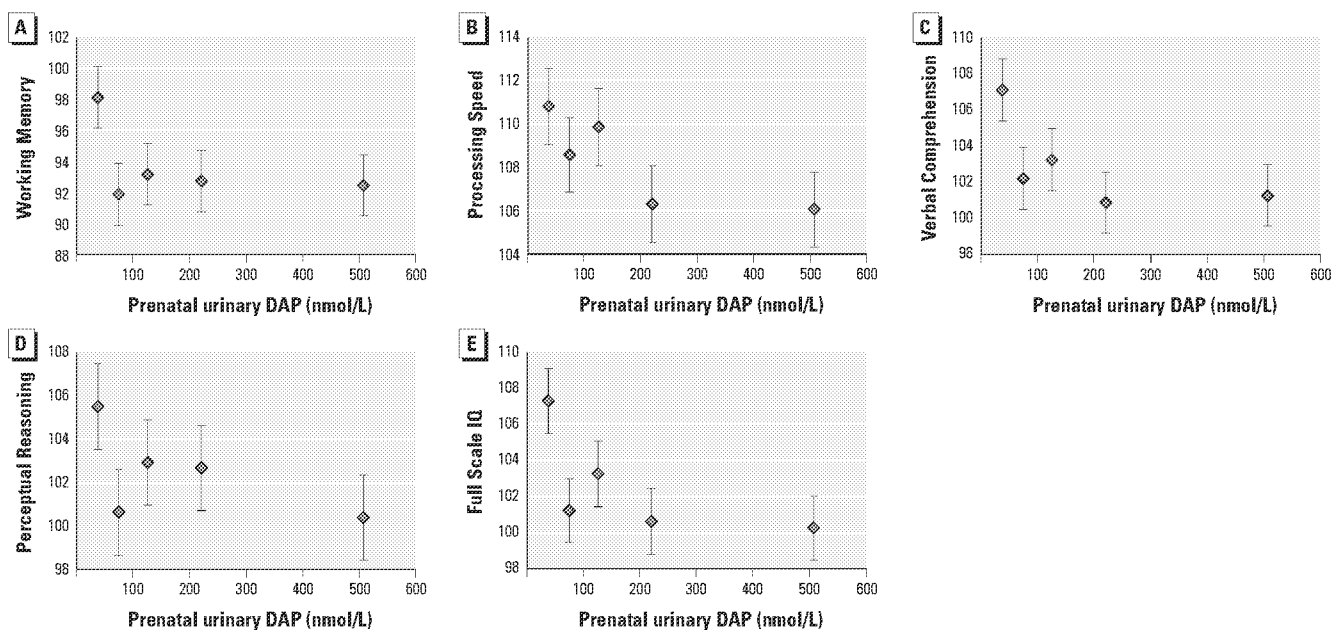 A
Working Memory
102
100
98
96
94
92
90
88
100 200 300 400 500 600
Prenatal urinary DAP (nmol/L)
B
Processing Speed
114
112
110
108
106
104
100 200 300 400 500 600
Prenatal urinary DAP (nmol/L)
C
Verbal Comprehension
110
108
106
104
102
100
98
100 200 300 400 500 600
Prenatal urinary DAP (nmol/L)
D
Perceptual Reasoning
108
106
104
102
100
98
100 200 300 400 500 600
Prenatal urinary DAP (nmol/L)
E
Full Scale IQ
110
108
106
104
102
100
98
100 200 300 400 500 600
Prenatal urinary DAP (nmol/L)